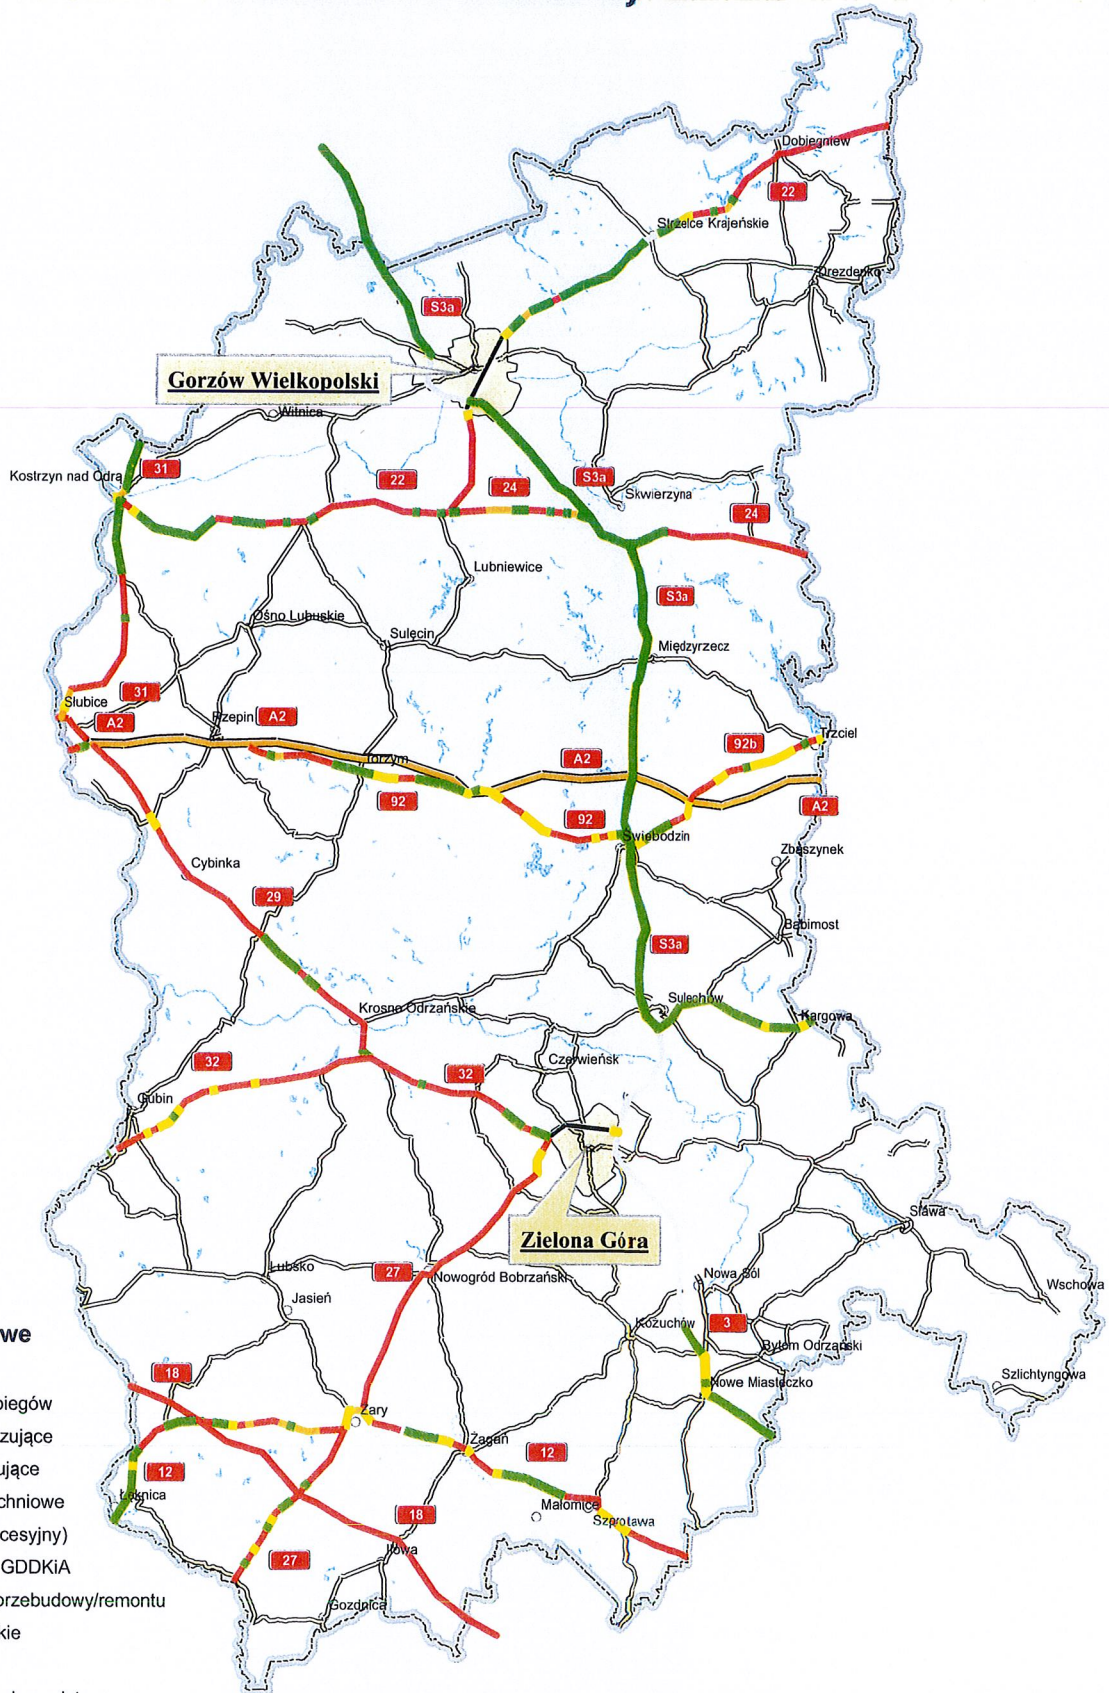 Dobiegniew
22
Strzelce Krajeńskie
Drezdenko
S3a
Gorzów Wielkopolski
Witnica
Kostrzyn nad Odrą
31
22
24
S3a
Skwierzyna
24
Lubniewice
S3a
Ośno Lubuskie
Sulęcin
Międzyrzecz
31
Słubice
A2
Rzepin
A2
Trzciel
92b
A2
Torzym
92
A2
92
Świebodzin
Zbąszynek
Cybinka
29
Babimost
S3a
Sulechów
Krosno Odrzańskie
Kargowa
32
Czerwieńsk
32
Gubin
Zielona Góra
Sława
Lubsko
27
Nowogród Bobrzański
Nowa Sól
Wschowa
Jasień
Kożuchów
3
Bytom Odrzański
Nowe Miasteczko
Szlichtyngowa
18
Żary
Żagań
12
12
Łęknica
Małomice
18
Szprotawa
Iłowa
27
Gozdnica
we
biegów
zujące
ujące
chniowe
cesyjny)
GDDKiA
orzebudowy/remontu
kie